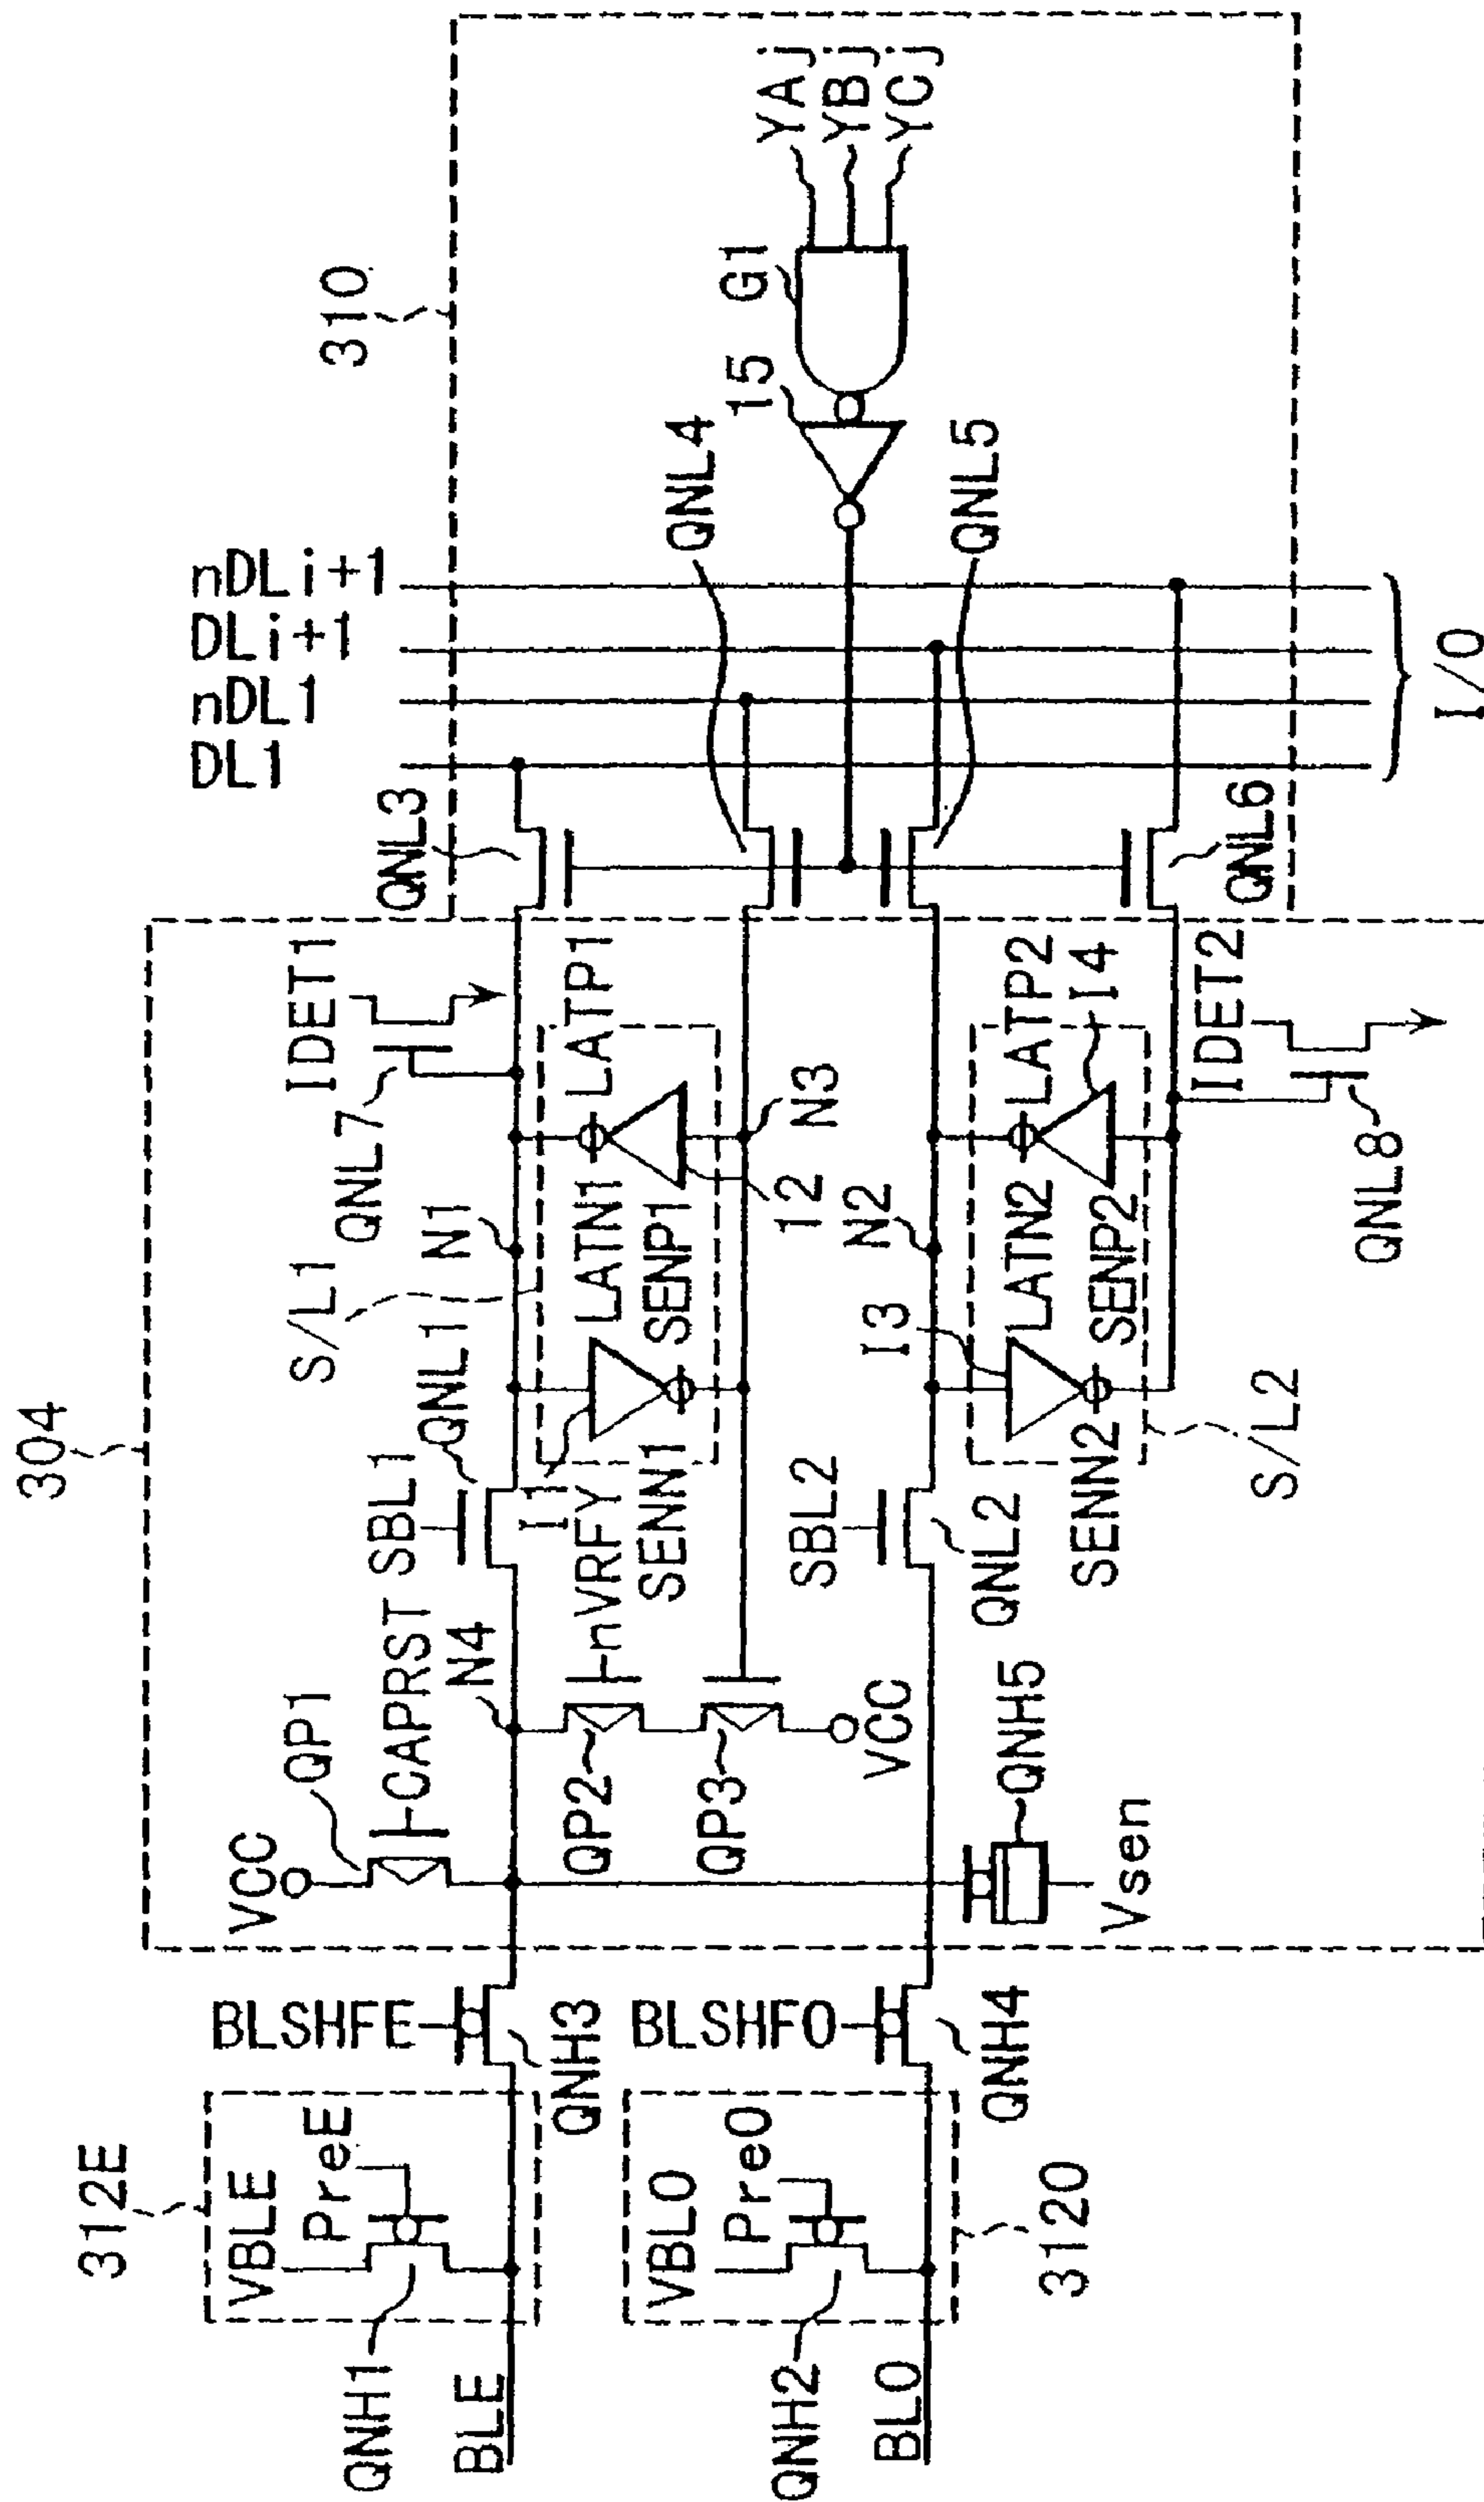 312E
VBLE
PreE
QNH1
BLE
QNH3
BLSHFE
VBLO
PreO
QNH2
BLO
312O
QNH4
BLSHFO
304
VCC
QP1
CAPRST
N4
SBL1
QNL1
S/L1
N1
QNL7
IDET1
QP2
nVRFY
I1
LATN1
LATP1
QP3
SENN1
SENP1
VCC
12
N3
SBL2
I3
N2
QNH5
QNL2
LATN2
LATP2
Vsen
SENN2
SENP2
I4
S/L2
IDET2
QNL8
310
DL1
nDL1
DLi+1
nDLi+1
QNL3
QNL4
QNL5
QNL6
15
G1
YAj
YBj
YCj
I/O